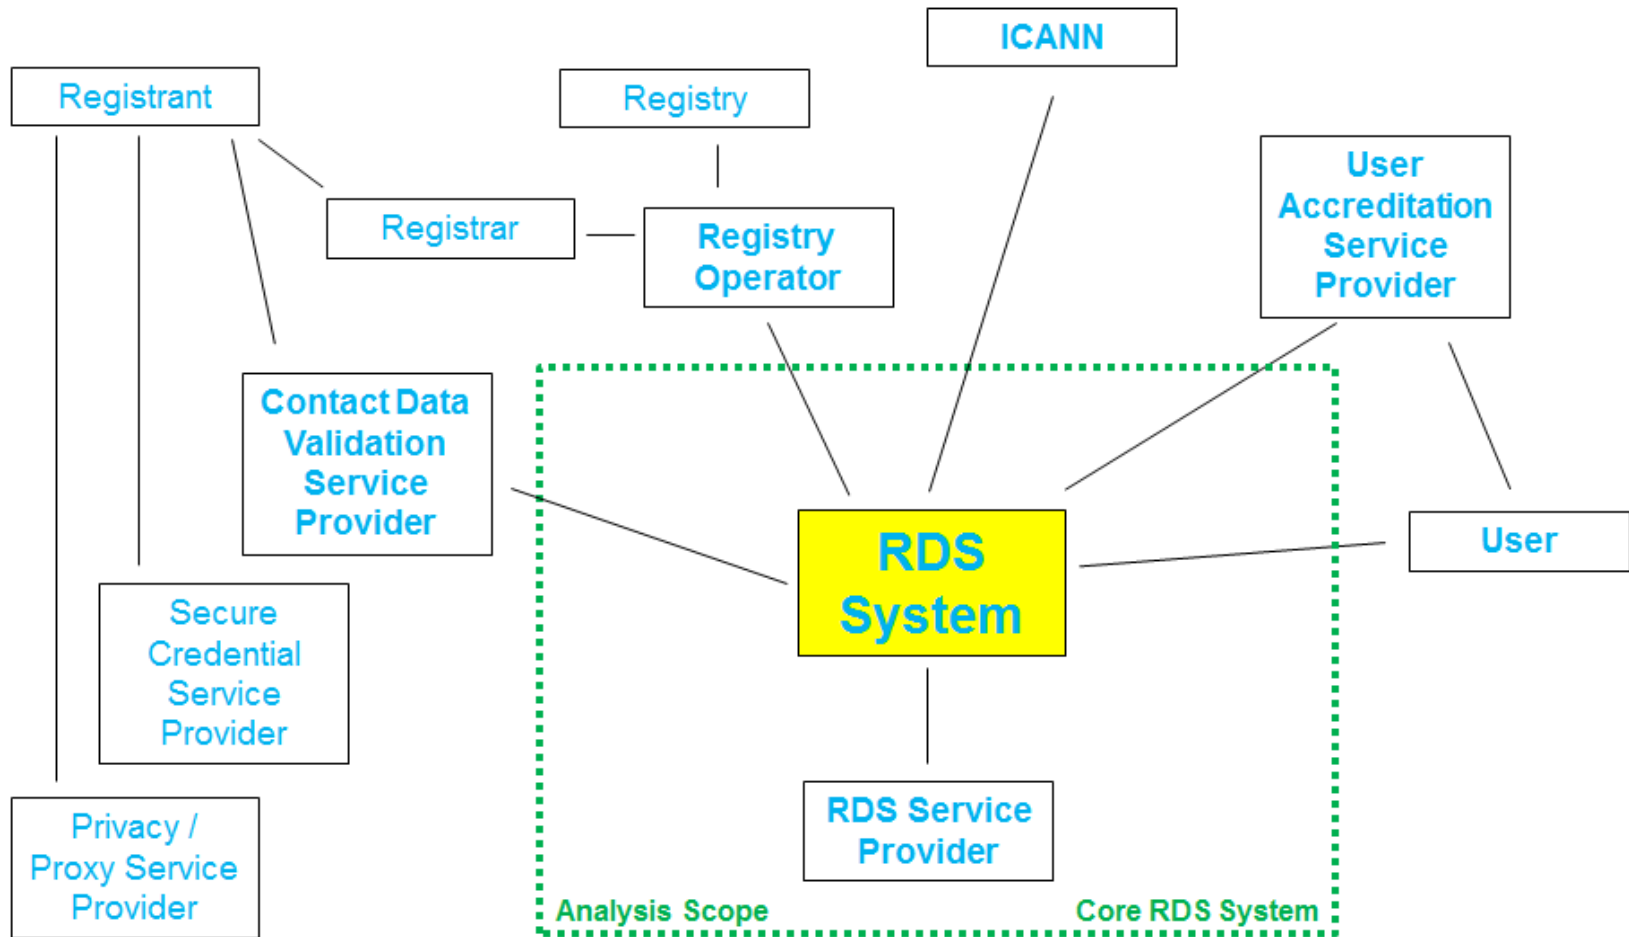 ICANN
Registrant
Registry
User
Accreditation
Service
Provider
Registrar
Registry
Operator
Contact Data
Validation
Service
Provider
RDS
System
User
Secure
Credential
Service
Provider
RDS Service
Provider
Privacy /
Proxy Service
Provider
Analysis Scope
Core RDS System